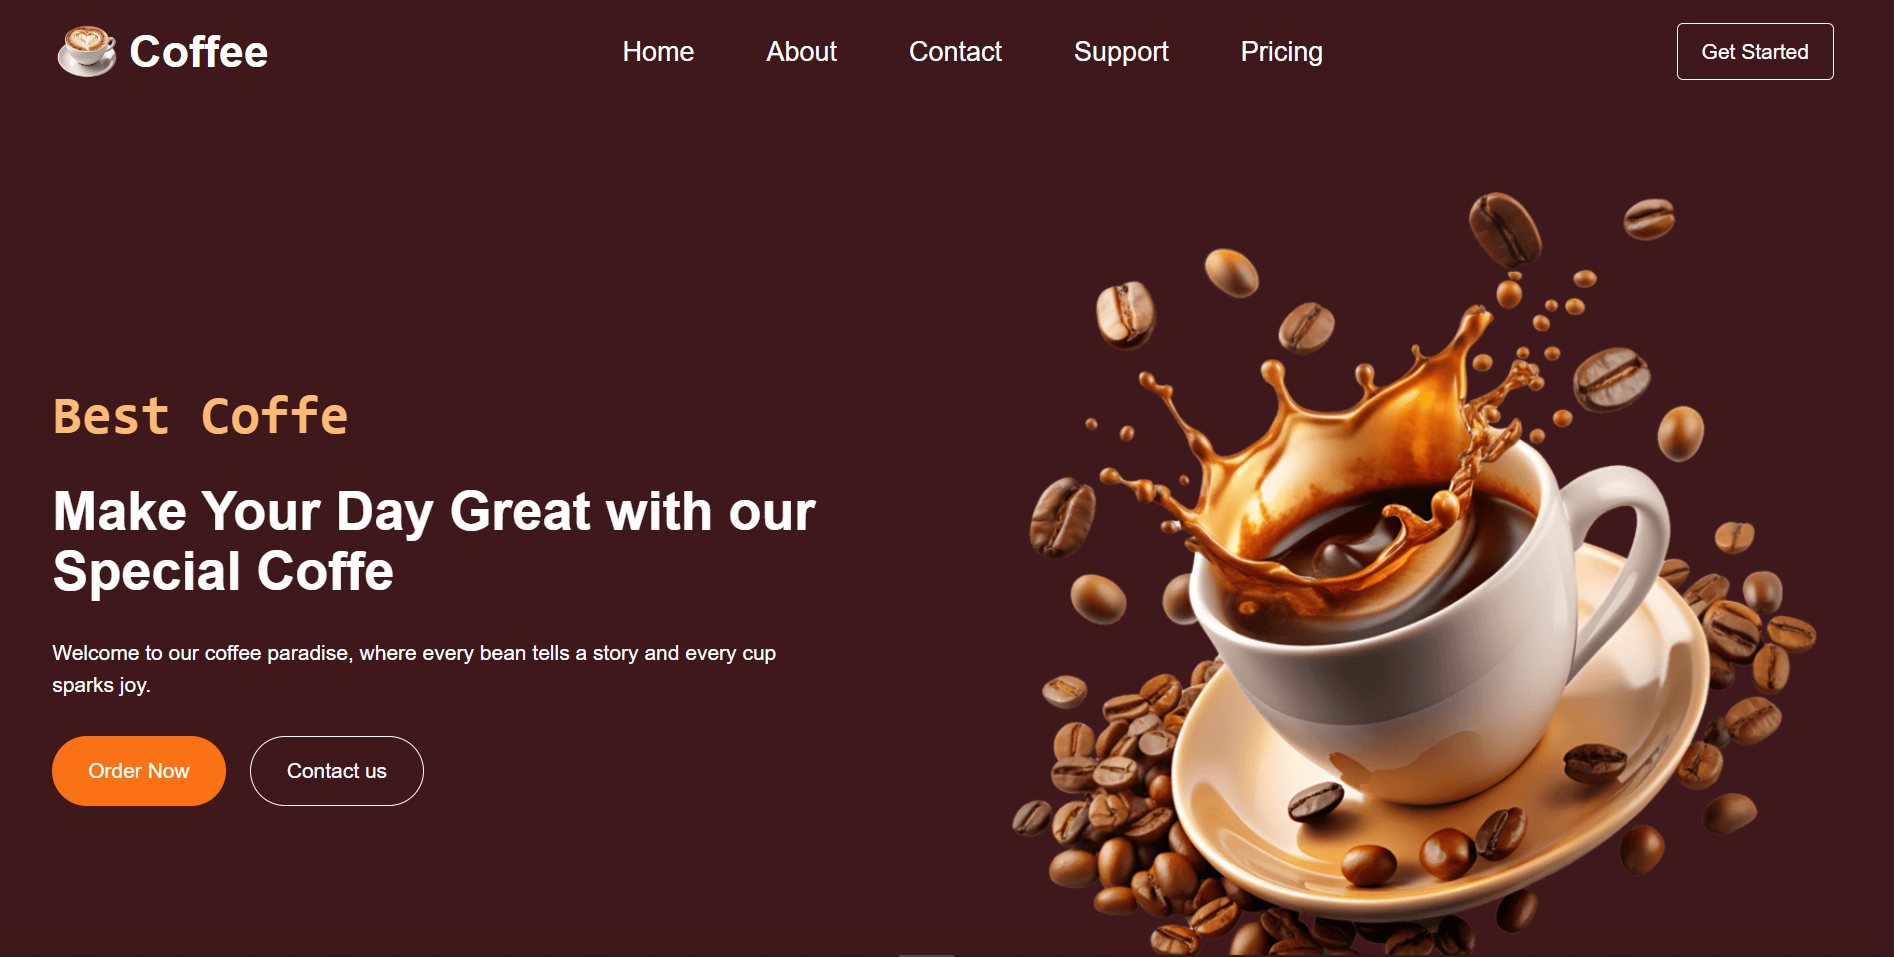 Coffee
Home
About
Contact
Support
Pricing
Get Started
Best Coffe
Make Your Day Great with our
Special Coffe
Welcome to our coffee paradise, where every bean tells a story and every cup
sparks joy.
Order Now
Contact us